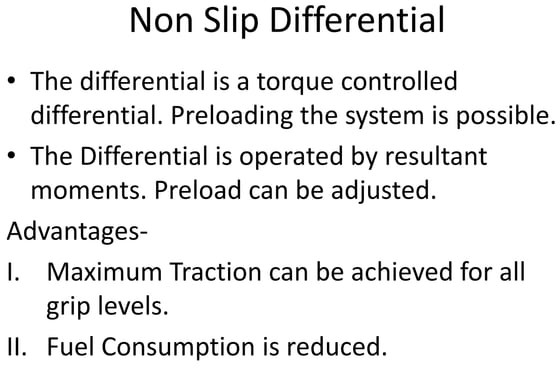 Non Slip Differential
• The differential is a torque controlled
differential. Preloading the system is possible.
• The Differential is operated by resultant
moments. Preload can be adjusted.
Advantages-
I. Maximum Traction can be achieved for all
grip levels.
II. Fuel Consumption is reduced.